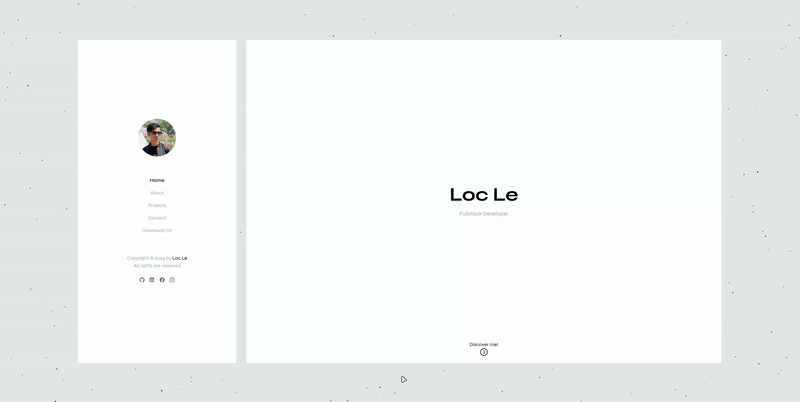 Home
About
Projects
Contact
Download CV
Copyright © 2024 by Loc Le
All rights are reserved
Loc Le
Fullstack Developer
Discover me!